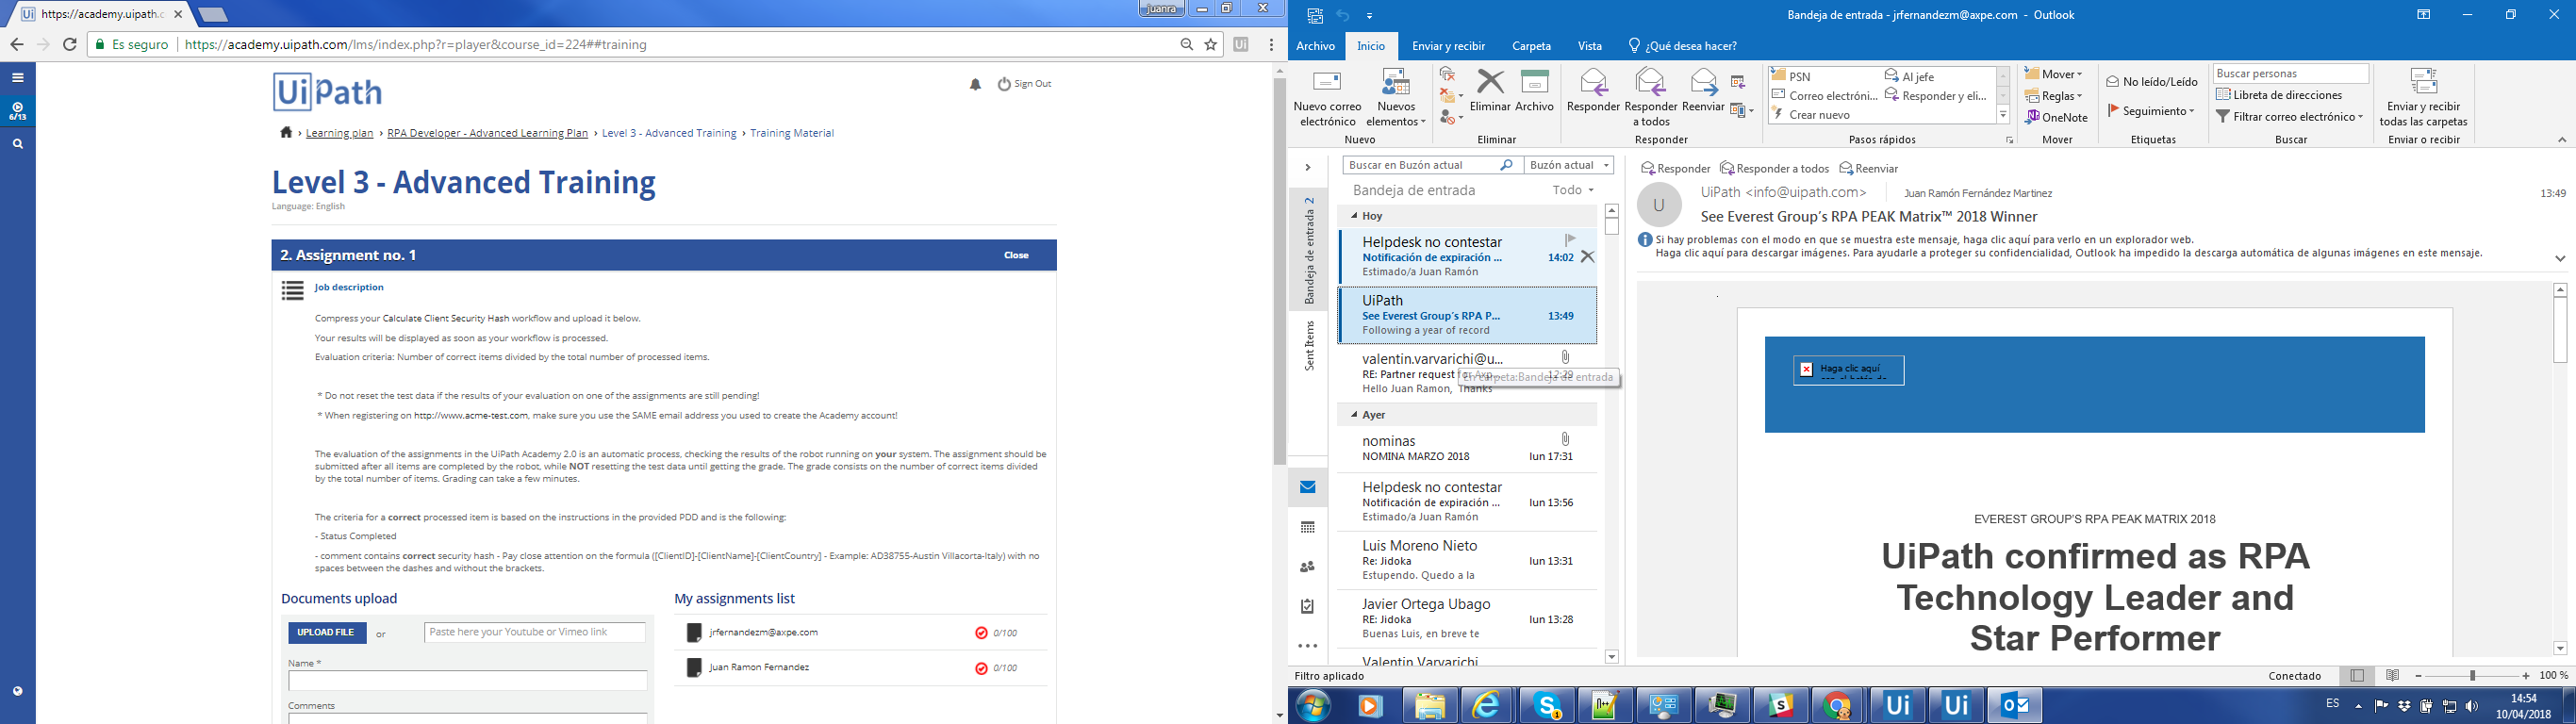 https://academy.uipath.c
juanra
Es seguro
https://academy.uipath.com/lms/index.php?r=player&course_id=224##training
6/13
UiPath
Sign Out
Learning plan › RPA Developer - Advanced Learning Plan › Level 3 - Advanced Training › Training Material
Level 3 - Advanced Training
Language: English
2. Assignment no. 1
Close
Job description
Compress your Calculate Client Security Hash workflow and upload it below.
Your results will be displayed as soon as your workflow is processed.
Evaluation criteria: Number of correct items divided by the total number of processed items.
* Do not reset the test data if the results of your evaluation on one of the assignments are still pending!
* When registering on http://www.acme-test.com, make sure you use the SAME email address you used to create the Academy account!
The evaluation of the assignments in the UiPath Academy 2.0 is an automatic process, checking the results of the robot running on your system. The assignment should be
submitted after all items are completed by the robot, while NOT resetting the test data until getting the grade. The grade consists on the number of correct items divided
by the total number of items. Grading can take a few minutes.
The criteria for a correct processed item is based on the instructions in the provided PDD and is the following:
- Status Completed
- comment contains correct security hash - Pay close attention on the formula ([ClientID]-[ClientName]-[ClientCountry] - Example: AD38755-Austin Villacorta-Italy) with no
spaces between the dashes and without the brackets.
Documents upload
UPLOAD FILE
or
Paste here your Youtube or Vimeo link
Name *
Comments
My assignments list
jrfernandezm@axpe.com
0/100
Juan Ramon Fernandez
0/100
Bandeja de entrada - jrfernandezm@axpe.com - Outlook
Archivo
Inicio
Enviar y recibir
Carpeta
Vista
¿Qué desea hacer?
Nuevo correo
electrónico
Nuevos
elementos
Nuevo
Eliminar
Archivo
Eliminar
Responder
Responder
a todos
Reenviar
Responder
PSN
Correo electróni...
Crear nuevo
Al jefe
Responder y eli...
Pasos rápidos
Mover
Reglas
OneNote
Mover
No leído/Leído
Seguimiento
Etiquetas
Buscar personas
Libreta de direcciones
Filtrar correo electrónico
Buscar
Enviar y recibir
todas las carpetas
Enviar o recibir
Bandeja de entrada 2
Sent Items
Buscar en Buzón actual
Buzón actual
Bandeja de entrada
Todo
Hoy
Helpdesk no contestar
Notificación de expiración ...
14:02
Estimado/a Juan Ramón
UiPath
See Everest Group's RPA P...
13:49
Following a year of record
valentin.varvarichi@u...
RE: Partner request for Axp...
12:29
En carpeta:Bandeja de entrada
Hello Juan Ramon, Thanks
Ayer
nominas
NOMINA MARZO 2018
lun 17:31
Helpdesk no contestar
Notificación de expiración ...
lun 13:56
Estimado/a Juan Ramón
Luis Moreno Nieto
Re: Jidoka
lun 13:31
Estupendo. Quedo a la
Javier Ortega Ubago
RE: Jidoka
lun 13:28
Buenas Luis, en breve te
Valentin Varvarichi
Responder
Responder a todos
Reenviar
U
UiPath <info@uipath.com>
Juan Ramón Fernández Martinez
13:49
See Everest Group's RPA PEAK Matrix™ 2018 Winner
Si hay problemas con el modo en que se muestra este mensaje, haga clic aquí para verlo en un explorador web.
Haga clic aquí para descargar imágenes. Para ayudarle a proteger su confidencialidad, Outlook ha impedido la descarga automática de algunas imágenes en este mensaje.
Haga clic aquí
EVEREST GROUP'S RPA PEAK MATRIX 2018
UiPath confirmed as RPA
Technology Leader and
Star Performer
Filtro aplicado
Conectado
100 %
ES
14:54
10/04/2018